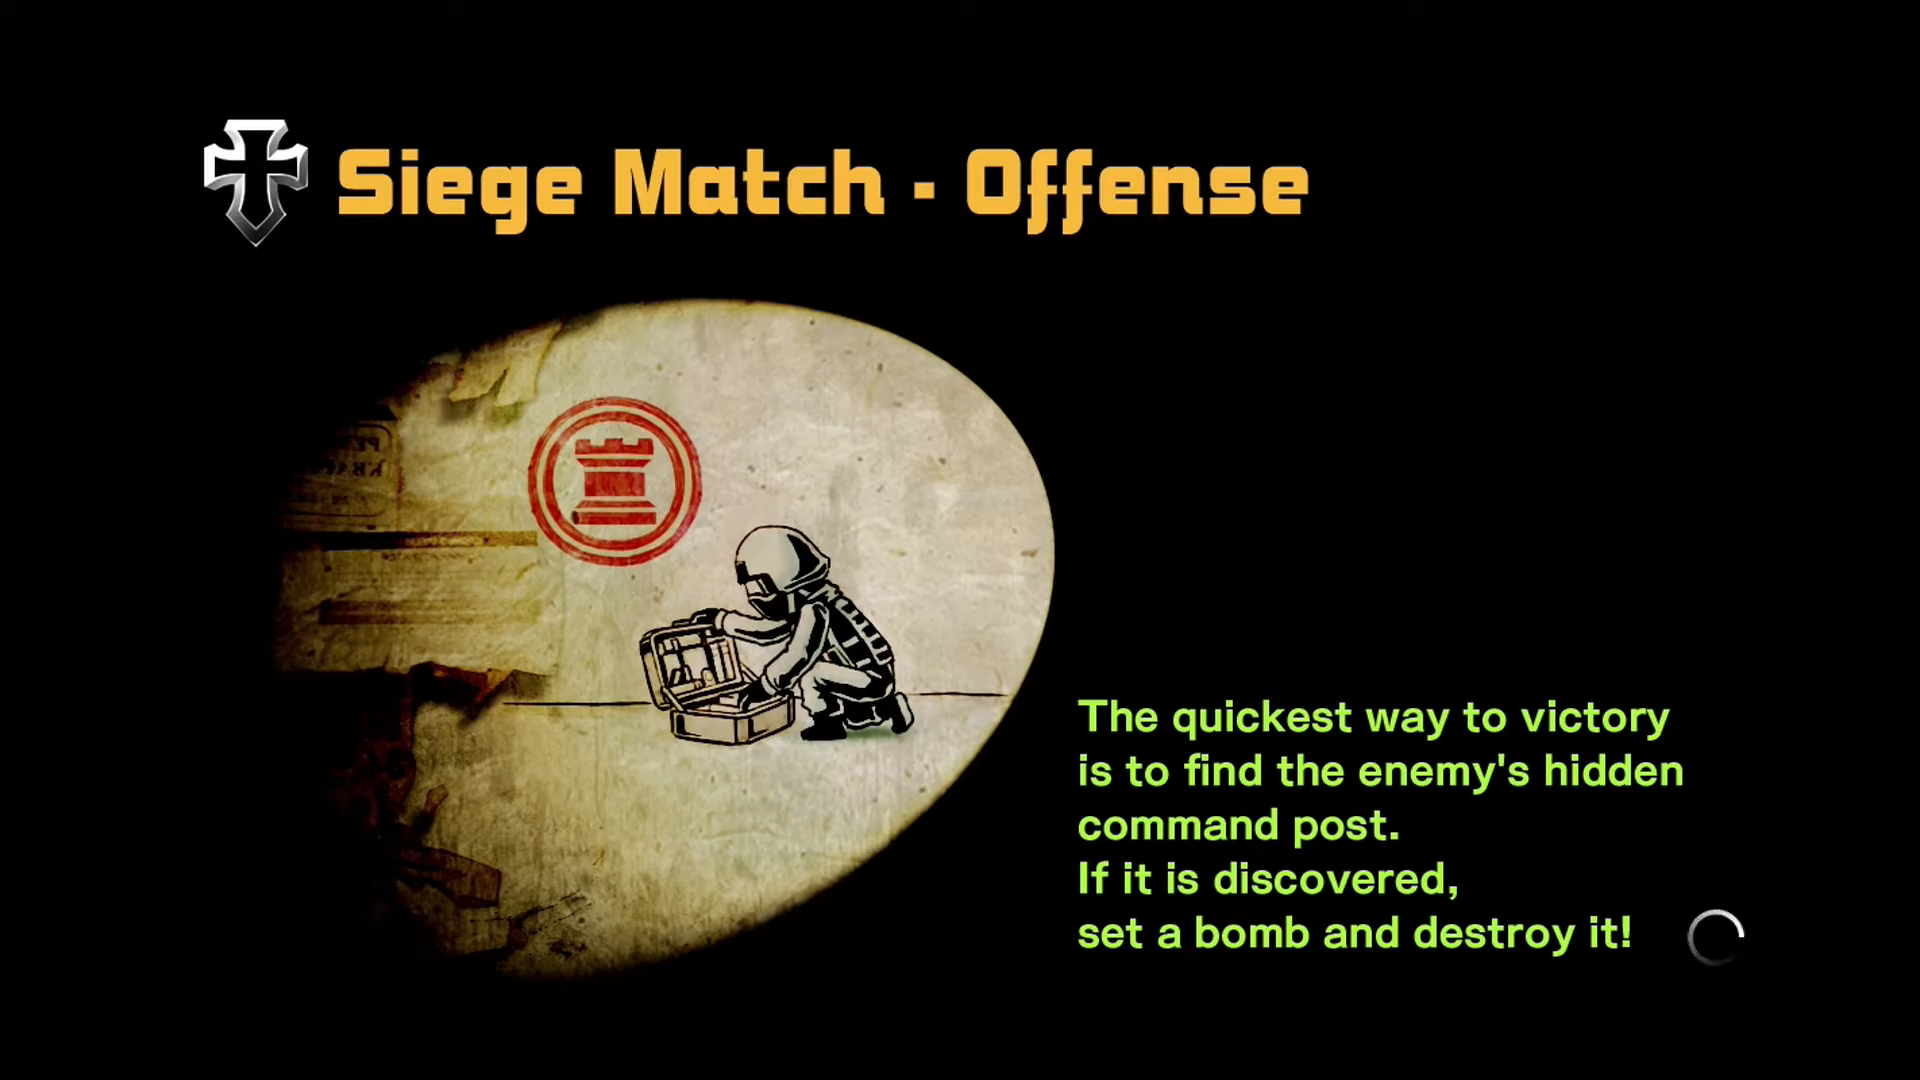 Siege Match - Offense
The quickest way to victory
is to find the enemy's hidden
command post.
If it is discovered,
set a bomb and destroy it!